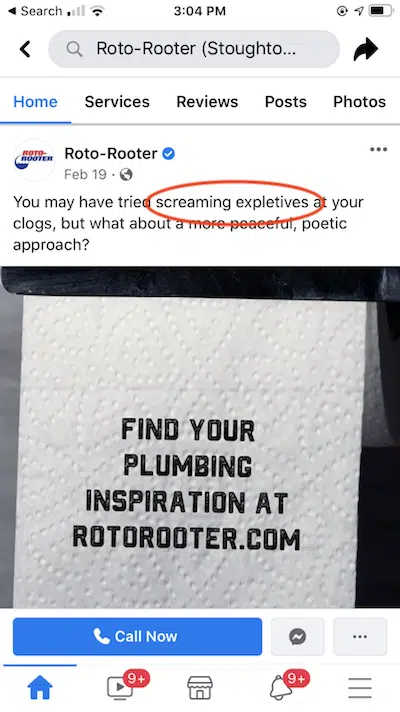 Search
3:04 PM
Roto-Rooter (Stoughto...
Home Services Reviews Posts Photos
ROTO-ROOTER
Roto-Rooter
Feb 19 ·
You may have tried screaming expletives at your
clogs, but what about a more peaceful, poetic
approach?
FIND YOUR
PLUMBING
INSPIRATION AT
ROTOROOTER.COM
Call Now
9+
9+